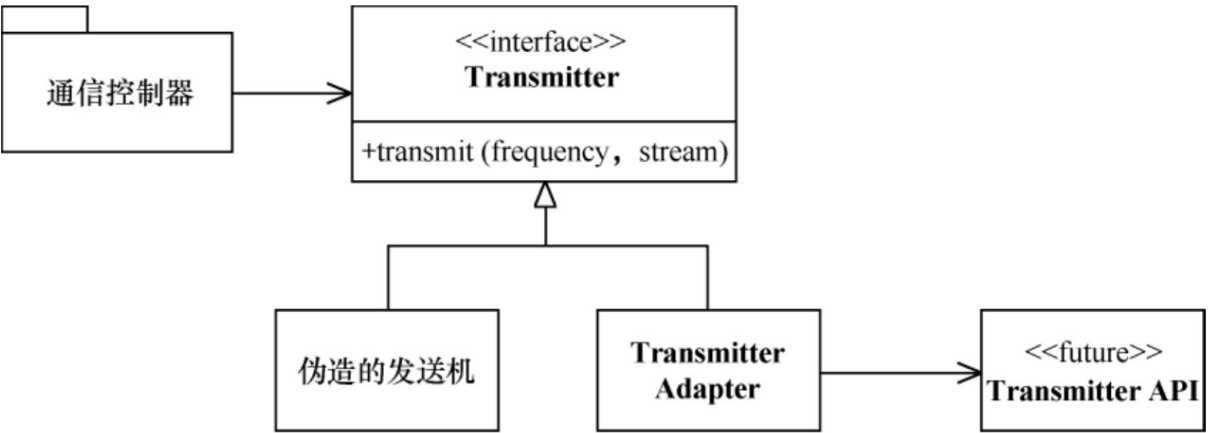 通信控制器
<<interface>>
Transmitter
+transmit (frequency，stream)
伪造的发送机
Transmitter
Adapter
<<future>>
Transmitter API